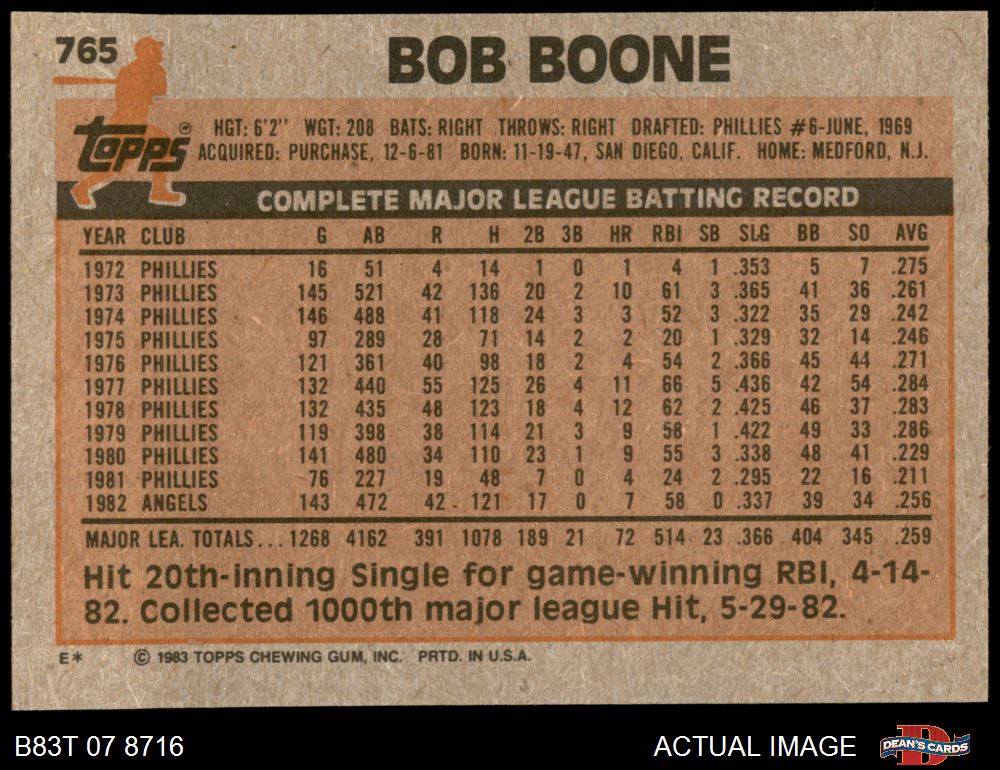 765
BOB BOONE
topps ®
HGT: 6'2" WGT: 208 BATS: RIGHT THROWS: RIGHT DRAFTED: PHILLIES #6-JUNE, 1969
ACQUIRED: PURCHASE, 12-6-81 BORN: 11-19-47, SAN DIEGO, CALIF. HOME: MEDFORD, N.J.
COMPLETE MAJOR LEAGUE BATTING RECORD
YEAR CLUB G AB R H 2B 3B HR RBI SB SLG BB SO AVG
1972 PHILLIES 16 51 4 14 1 0 1 4 1 .353 5 7 .275
1973 PHILLIES 145 521 42 136 20 2 10 61 3 .365 41 36 .261
1974 PHILLIES 146 488 41 118 24 3 3 52 3 .322 35 29 .242
1975 PHILLIES 97 289 28 71 14 2 2 20 1 .329 32 14 .246
1976 PHILLIES 121 361 40 98 18 2 4 54 2 .366 45 44 .271
1977 PHILLIES 132 440 55 125 26 4 11 66 5 .436 42 54 .284
1978 PHILLIES 132 435 48 123 18 4 12 62 2 .425 46 37 .283
1979 PHILLIES 119 398 38 114 21 3 9 58 1 .422 49 33 .286
1980 PHILLIES 141 480 34 110 23 1 9 55 3 .338 48 41 .229
1981 PHILLIES 76 227 19 48 7 0 4 24 2 .295 22 16 .211
1982 ANGELS 143 472 42 121 17 0 7 58 0 .337 39 34 .256
MAJOR LEA. TOTALS... 1268 4162 391 1078 189 21 72 514 23 .366 404 345 .259
Hit 20th-inning Single for game-winning RBI, 4-14-
82. Collected 1000th major league Hit, 5-29-82.
E* © 1983 TOPPS CHEWING GUM, INC. PRTD. IN U.S.A.
B83T 07 8716 ACTUAL IMAGE DEAN'S CARDS